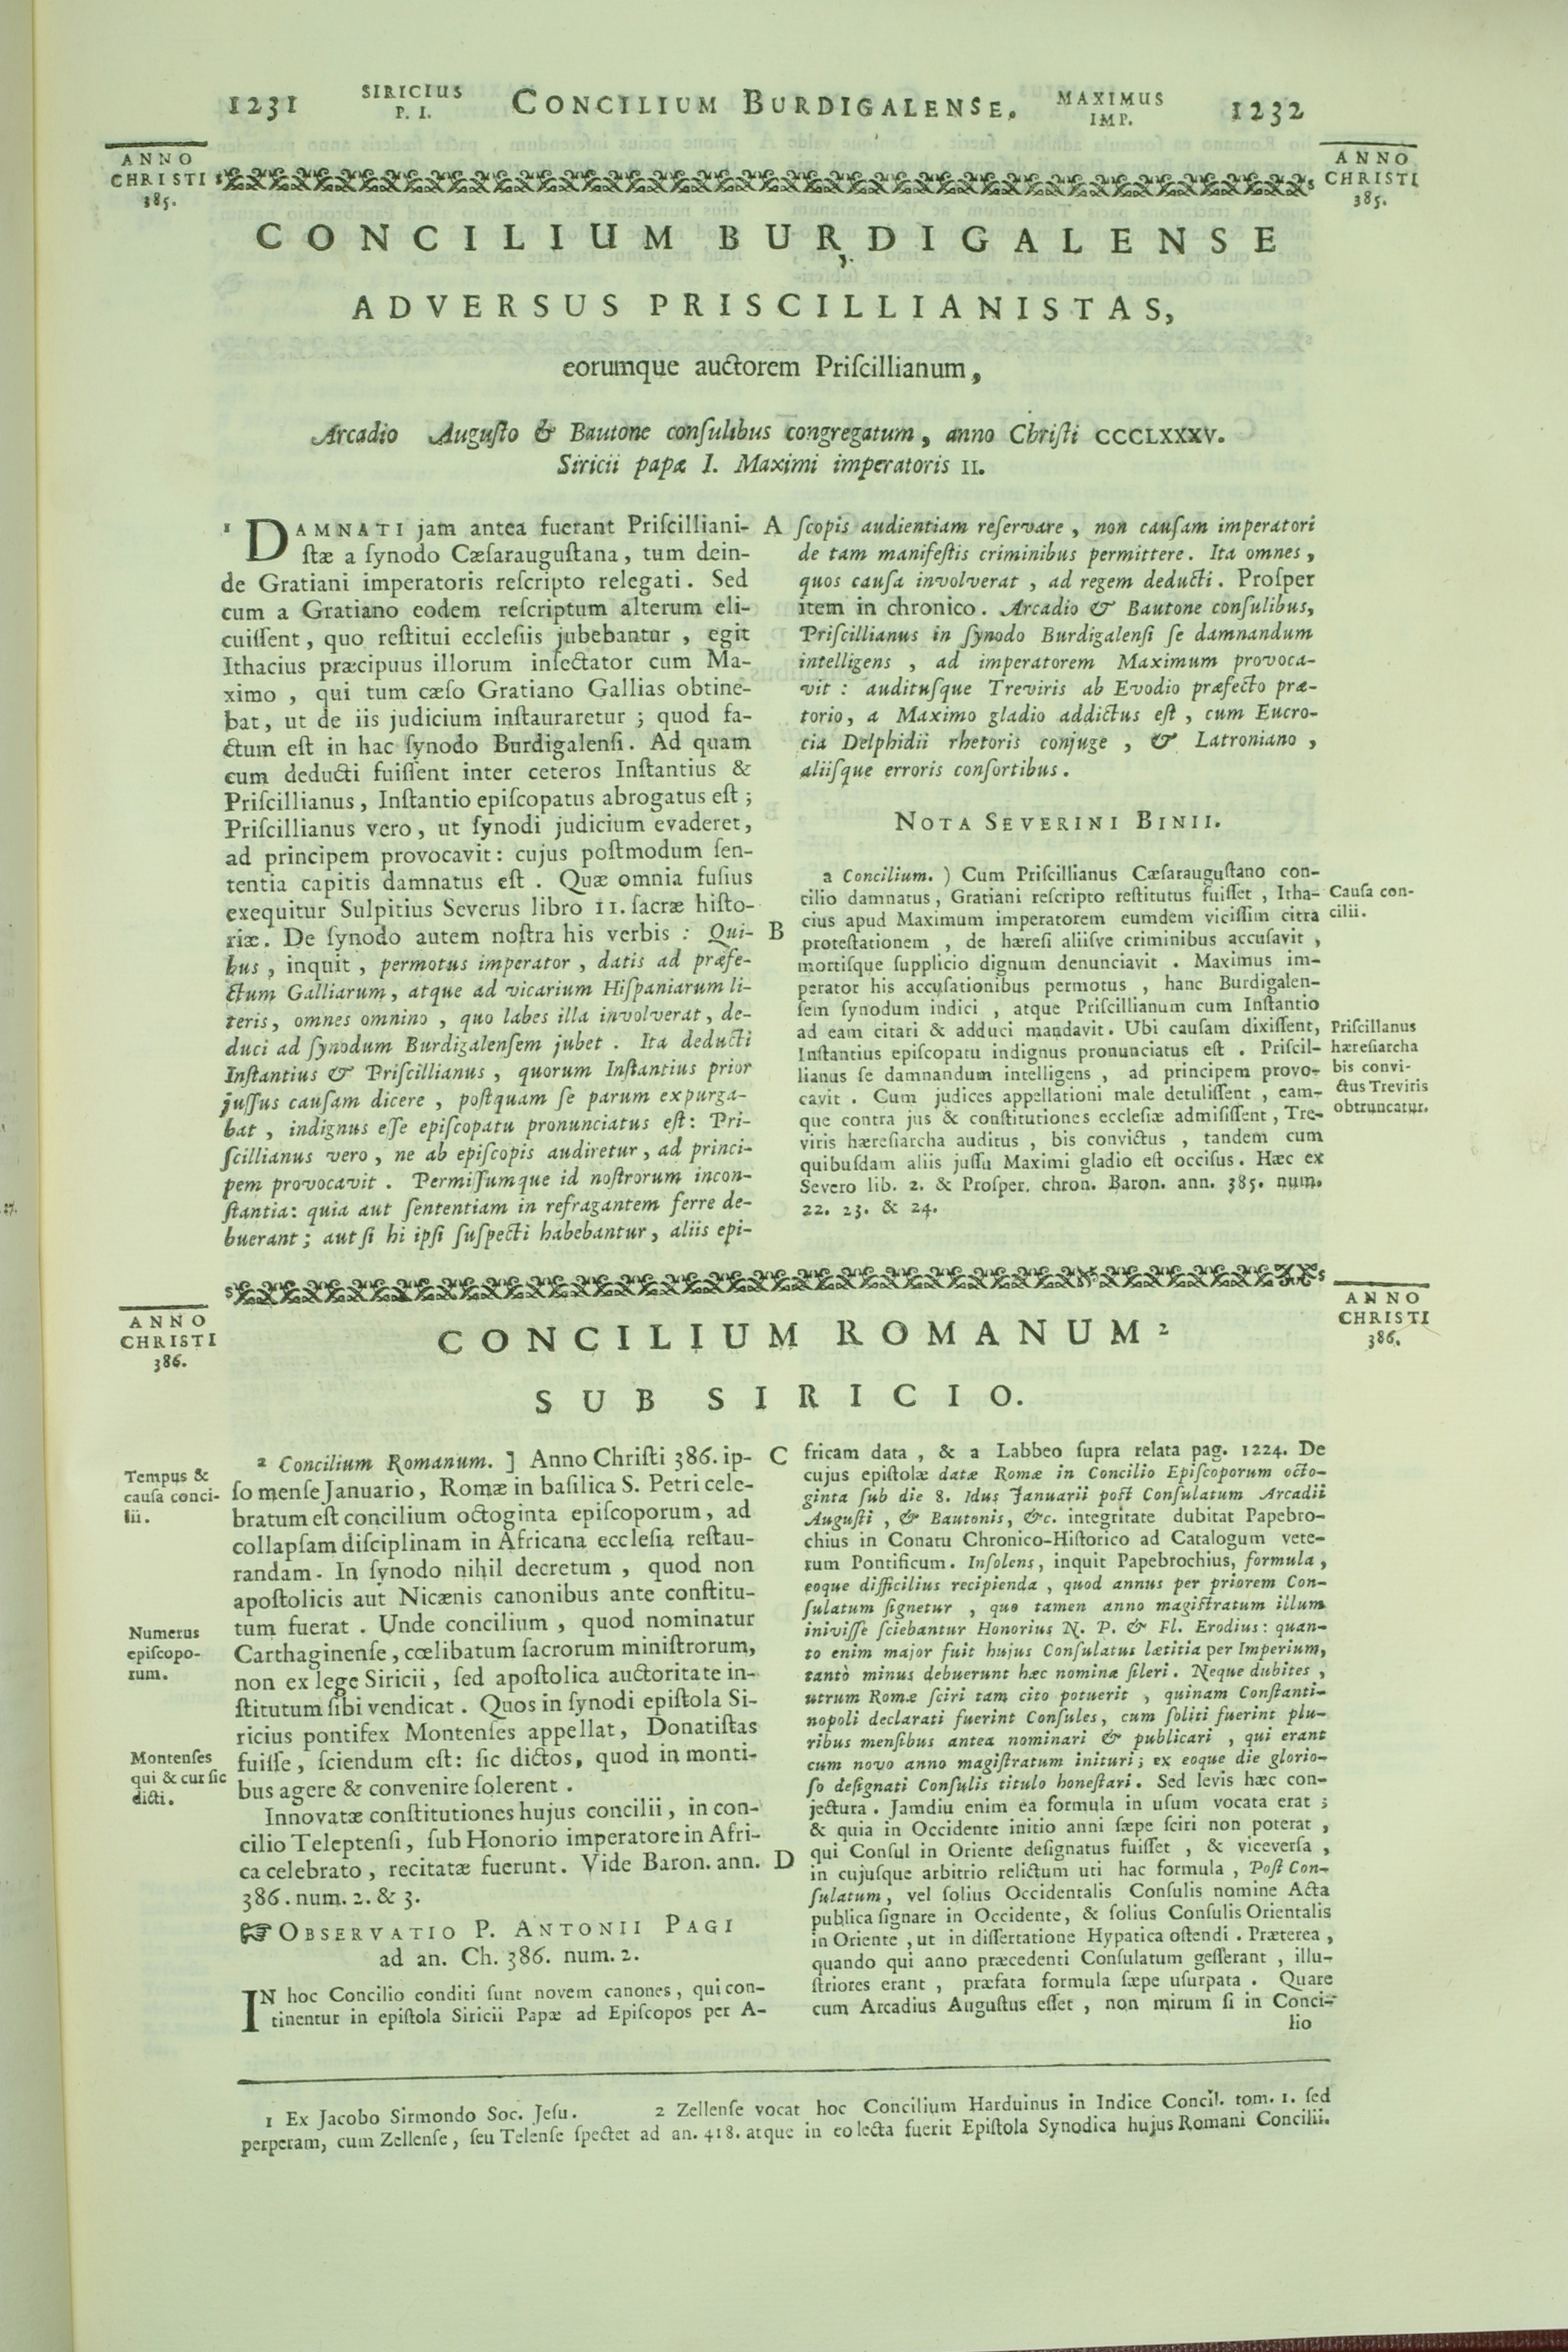 1231
SIRICIUS
P. I.
CONCILIUM BURDIGALENSE.
MAXIMUS
IMP.
1232
ANNO
CHRISTI
385.
ANNO
CHRISTI
385.
CONCILIUM BURDIGALENSE
ADVERSUS PRISCILLIANISTAS,
eorumque auctorem Priſcillianum,
Arcadio Auguſto & Bautone conſulibus congregatum, anno Chriſti CCCLXXXV.
Siricii papæ I. Maximi imperatoris II.
1 DAMNATI jam antea fuerant Priſcilliani-
ſtæ a ſynodo Cæſarauguſtana, tum dein-
de Gratiani imperatoris reſcripto relegati. Sed
cum a Gratiano eodem reſcriptum alterum eli-
cuiſſent, quo reſtitui eccleſiis jubebantur, egit
Ithacius præcipuus illorum inſectator cum Ma-
ximo, qui tum cæſo Gratiano Gallias obtine-
bat, ut de iis judicium inſtauraretur; quod fa-
ctum eſt in hac ſynodo Burdigalenſi. Ad quam
cum deducti fuiſſent inter ceteros Inſtantius &
Priſcillianus, Inſtantio epiſcopatus abrogatus eſt;
Priſcillianus vero, ut ſynodi judicium evaderet,
ad principem provocavit: cujus poſtmodum ſen-
tentia capitis damnatus eſt. Quæ omnia fuſius
exequitur Sulpitius Severus libro II. ſacræ hiſto-
riæ. De ſynodo autem noſtra his verbis: Qui-
bus, inquit, permotus imperator, datis ad præfe-
ctum Galliarum, atque ad vicarium Hiſpaniarum li-
teris, omnes omnino, quo labes illa involverat, de-
duci ad ſynodum Burdigalenſem jubet. Ita deducti
Inſtantius & Priſcillianus, quorum Inſtantius prior
juſſus cauſam dicere, poſtquam ſe parum expurga-
bat, indignus eſſe epiſcopatu pronunciatus eſt: Pri-
ſcillianus vero, ne ab epiſcopis audiretur, ad princi-
pem provocavit. Permiſſumque id noſtrorum incon-
ſtantia: quia aut ſententiam in refragantem ferre de-
buerant; aut ſi hi ipſi ſuſpecti habebantur, aliis epi-
A
B
ſcopis audientiam reſervare, non cauſam imperatori
de tam manifeſtis criminibus permittere. Ita omnes,
quos cauſa involverat, ad regem deducti. Proſper
item in chronico. Arcadio & Bautone conſulibus,
Priſcillianus in ſynodo Burdigalenſi ſe damnandum
intelligens, ad imperatorem Maximum provoca-
vit: auditusque Treviris ab Evodio præfecto præ-
torio, a Maximo gladio addictus eſt, cum Eucro-
cia Delphidii rhetoris conjuge, & Latroniano,
aliiſque erroris conſortibus.
NOTA SEVERINI BINII.
a Concilium.) Cum Priſcillianus Cæſarauguſtano con-
cilio damnatus, Gratiani reſcripto reſtitutus fuiſſet, Itha-
cius apud Maximum imperatorem eumdem viciſſim citra
proteſtationem, de hæreſi aliiſve criminibus accuſavit,
mortiſque ſupplicio dignum denunciavit. Maximus im-
perator his accuſationibus permotus, hanc Burdigalen-
ſem ſynodum indici, atque Priſcillianum cum Inſtantio
ad eam citari & adduci mandavit. Ubi cauſam dixiſſent,
Inſtantius epiſcopatu indignus pronunciatus eſt. Priſcil-
lianus ſe damnandum intelligens, ad principem provo-
cavit. Cum judices appellationi male detuliſſent, eam-
que contra jus & conſtitutiones eccleſiæ admiſiſſent, Tre-
viris hæreſiarcha auditus, bis convictus, tandem cum
quibuſdam aliis juſſu Maximi gladio eſt occiſus. Hæc ex
Severo lib. 2. & Proſper. chron. Baron. ann. 385. num.
22. 23. & 24.
Cauſa con-
cilii.
Priſcillanus
hæreſiarcha
bis convi-
ctus Treviris
obtruncatur.
ANNO
CHRISTI
386.
ANNO
CHRISTI
386.
CONCILIUM ROMANUM 2
SUB SIRICIO.
Tempus &
cauſa conci-
lii.
Numerus
epiſcopo-
rum.
Montenſes
qui & cur ſic
dicti.
a Concilium Romanum. ] Anno Chriſti 386. ip-
ſo menſe Januario, Romæ in baſilica S. Petri cele-
bratum eſt concilium octoginta epiſcoporum, ad
collapſam diſciplinam in Africana eccleſia reſtau-
randam. In ſynodo nihil decretum, quod non
apoſtolicis aut Nicænis canonibus ante conſtitu-
tum fuerat. Unde concilium, quod nominatur
Carthaginenſe, cœlibatum ſacrorum miniſtrorum,
non ex lege Siricii, ſed apoſtolica auctoritate in-
ſtitutum ſibi vendicat. Quos in ſynodi epiſtola Si-
ricius pontifex Montenſes appellat, Donatiſtas
fuiſſe, ſciendum eſt: ſic dictos, quod in monti-
bus agere & convenire ſolerent.
Innovatæ conſtitutiones hujus concilii, in con-
cilio Teleptenſi, ſub Honorio imperatore in Afri-
ca celebrato, recitatæ fuerunt. Vide Baron. ann.
386. num. 2. & 3.
☞ OBSERVATIO P. ANTONII PAGI
ad an. Ch. 386. num. 2.
IN hoc Concilio conditi ſunt novem canones, qui con-
tinentur in epiſtola Siricii Papæ ad Epiſcopos per A-
C
D
fricam data, & a Labbeo ſupra relata pag. 1224. De
cujus epiſtolæ datæ Romæ in Concilio Epiſcoporum octo-
ginta ſub die 8. Idus Januarii poſt Conſulatum Arcadii
Auguſti, & Bautonis, &c. integritate dubitat Papebro-
chius in Conatu Chronico-Hiſtorico ad Catalogum vete-
rum Pontificum. Inſolens, inquit Papebrochius, formula,
eoque difficilius recipienda, quod annus per priorem Con-
ſulatum ſignetur, quo tamen anno magiſtratum illum
iniviſſe ſciebantur Honorius N. P. & Fl. Erodius: quan-
to enim major fuit hujus Conſulatus lætitia per Imperium,
tantò minus debuerunt hæc nomina ſileri. Neque dubites,
utrum Romæ ſciri tam cito potuerit, quinam Conſtanti-
nopoli declarati fuerint Conſules, cum ſoliti fuerint plu-
ribus menſibus antea nominari & publicari, qui erant
cum novo anno magiſtratum inituri; ex eoque die glorio-
ſo deſignati Conſulis titulo honeſtari. Sed levis hæc con-
jectura. Jamdiu enim ea formula in uſum vocata erat;
& quia in Occidente initio anni ſæpe ſciri non poterat,
qui Conſul in Oriente deſignatus fuiſſet, & viceverſa,
in cujuſque arbitrio relictum uti hac formula, Poſt Con-
ſulatum, vel ſolius Occidentalis Conſulis nomine Acta
publica ſignare in Occidente, & ſolius Conſulis Orientalis
in Oriente, ut in diſſertatione Hypatica oſtendi. Præterea,
quando qui anno præcedenti Conſulatum geſſerant, illu-
ſtriores erant, præfata formula ſæpe uſurpata. Quare
cum Arcadius Auguſtus eſſet, non mirum ſi in Conci-
lio
1 Ex Jacobo Sirmondo Soc. Jeſu. 2 Zellenſe vocat hoc Concilium Harduinus in Indice Concil. tom. 1. ſed
perperam, cum Zellenſe, ſeu Telenſe ſpectet ad an. 418. atque in eo lecta fuerit Epiſtola Synodica hujus Romani Concilii.